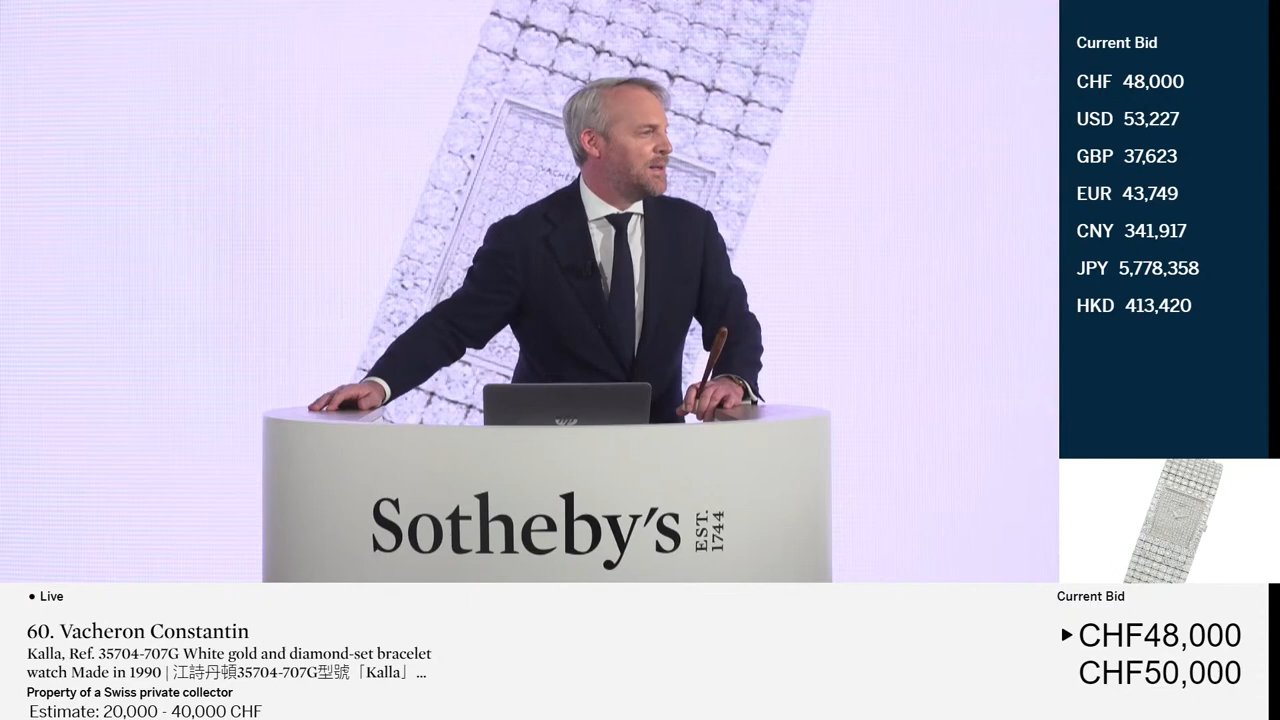 Current Bid
CHF 48,000
USD 53,227
GBP 37,623
EUR 43,749
CNY 341,917
JPY 5,778,358
HKD 413,420
Sotheby's EST. 1744
• Live
60. Vacheron Constantin
Kalla, Ref. 35704-707G White gold and diamond-set bracelet
watch Made in 1990 | 江詩丹頓35704-707G型號「Kalla」...
Property of a Swiss private collector
Estimate: 20,000 - 40,000 CHF
Current Bid
CHF48,000
CHF50,000